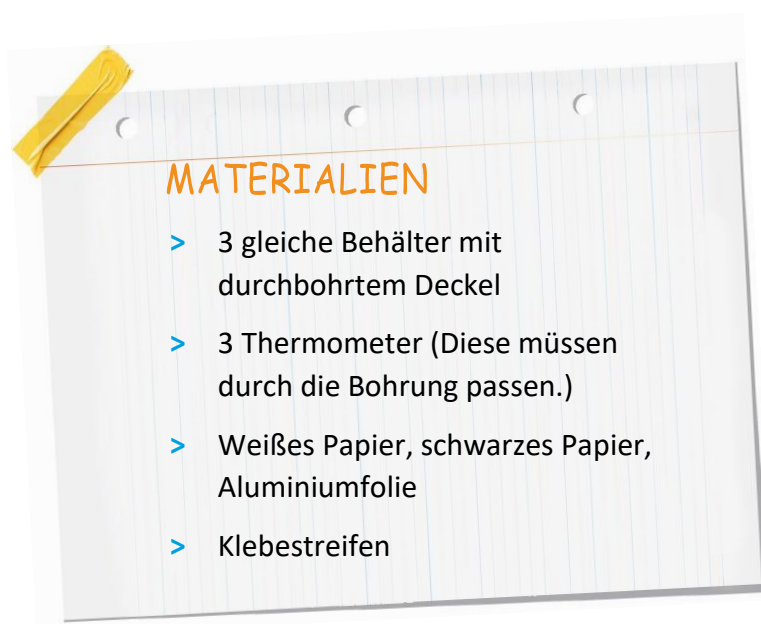 MATERIALIEN
> 3 gleiche Behälter mit
durchbohrtem Deckel
> 3 Thermometer (Diese müssen
durch die Bohrung passen.)
> Weißes Papier, schwarzes Papier,
Aluminiumfolie
> Klebestreifen